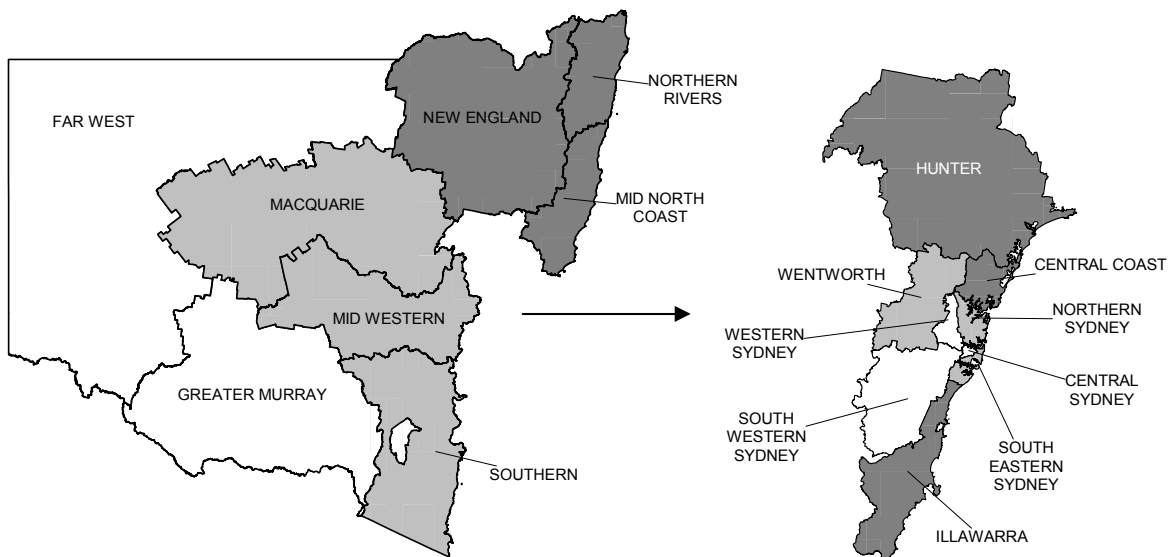 FAR WEST
NEW ENGLAND
NORTHERN
RIVERS
MACQUARIE
MID NORTH
COAST
MID WESTERN
GREATER MURRAY
SOUTHERN
HUNTER
WENTWORTH
CENTRAL COAST
WESTERN
SYDNEY
NORTHERN
SYDNEY
CENTRAL
SYDNEY
SOUTH
WESTERN
SYDNEY
SOUTH
EASTERN
SYDNEY
ILLAWARRA